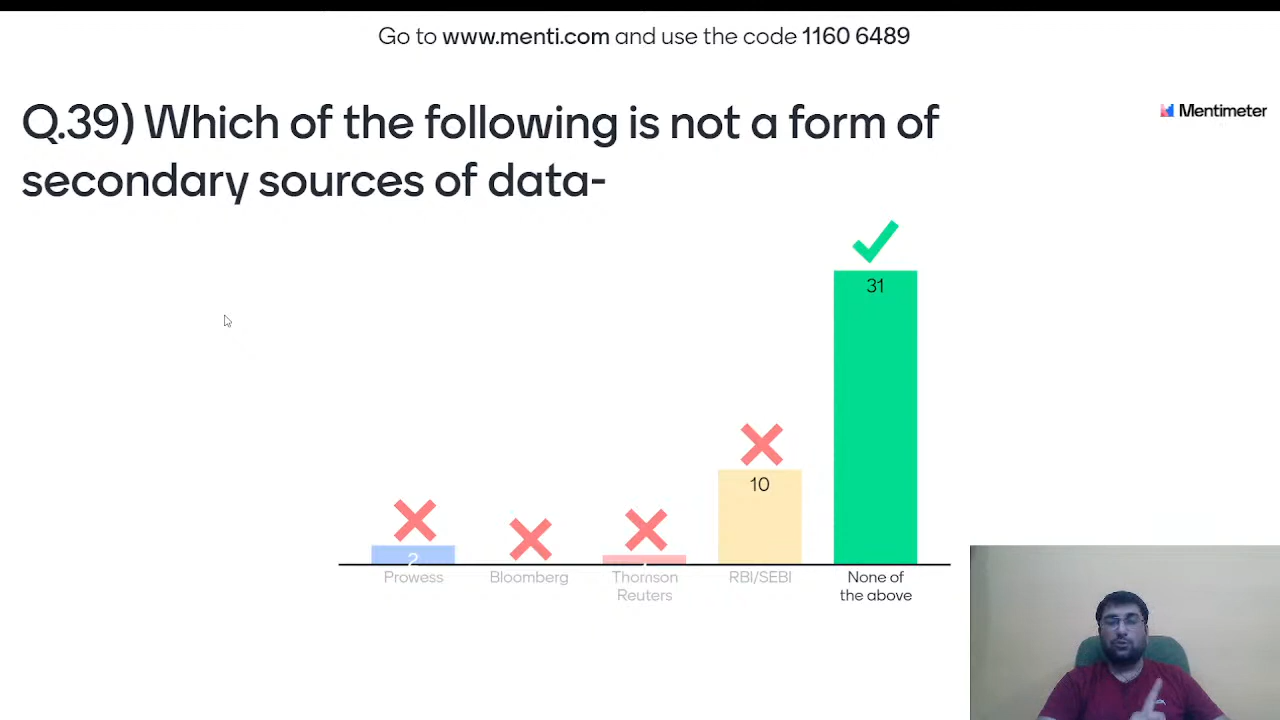 Go to www.menti.com and use the code 1160 6489
Q.39) Which of the following is not a form of
secondary sources of data-
Mentimeter
31
10
2
Prowess
Bloomberg
Thomson
Reuters
RBI/SEBI
None of
the above